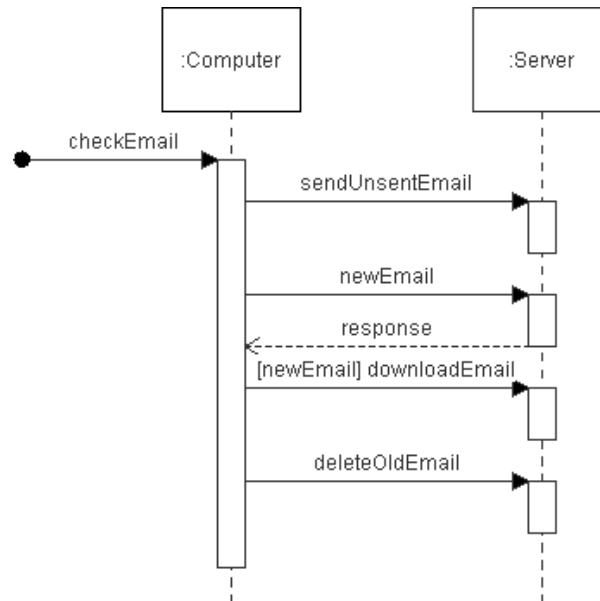 :Computer
:Server
checkEmail
sendUnsentEmail
newEmail
response
[newEmail] downloadEmail
deleteOldEmail